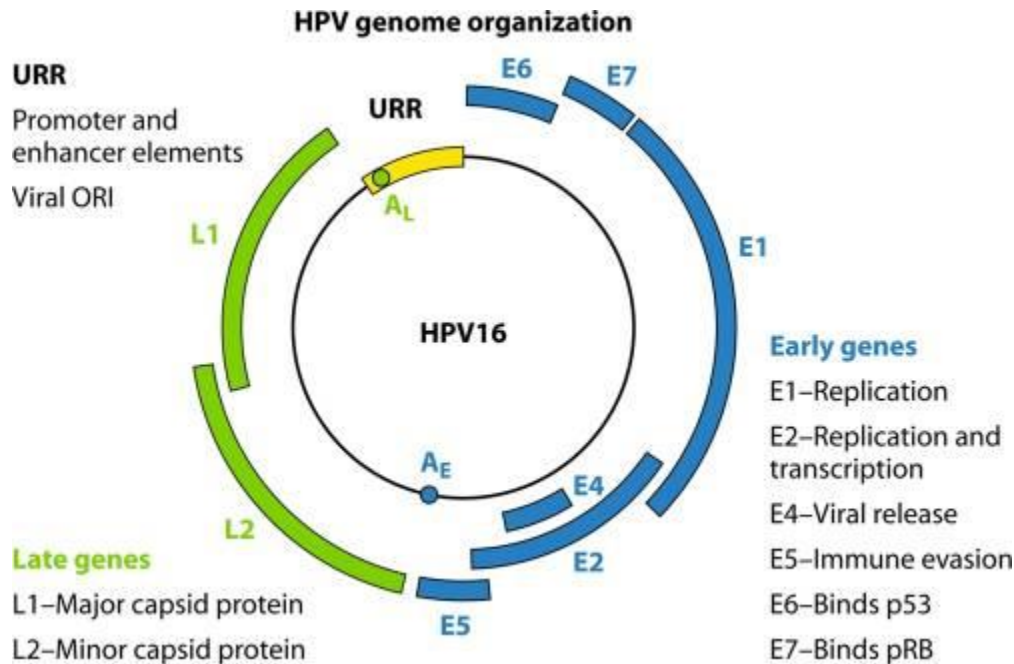 HPV genome organization
URR
Promoter and
enhancer elements
Viral ORI
URR
E6
E7
A_L
L1
E1
HPV16
A_E
E4
L2
E2
E5
Early genes
E1–Replication
E2–Replication and
transcription
E4–Viral release
E5–Immune evasion
E6–Binds p53
E7–Binds pRB
Late genes
L1–Major capsid protein
L2–Minor capsid protein